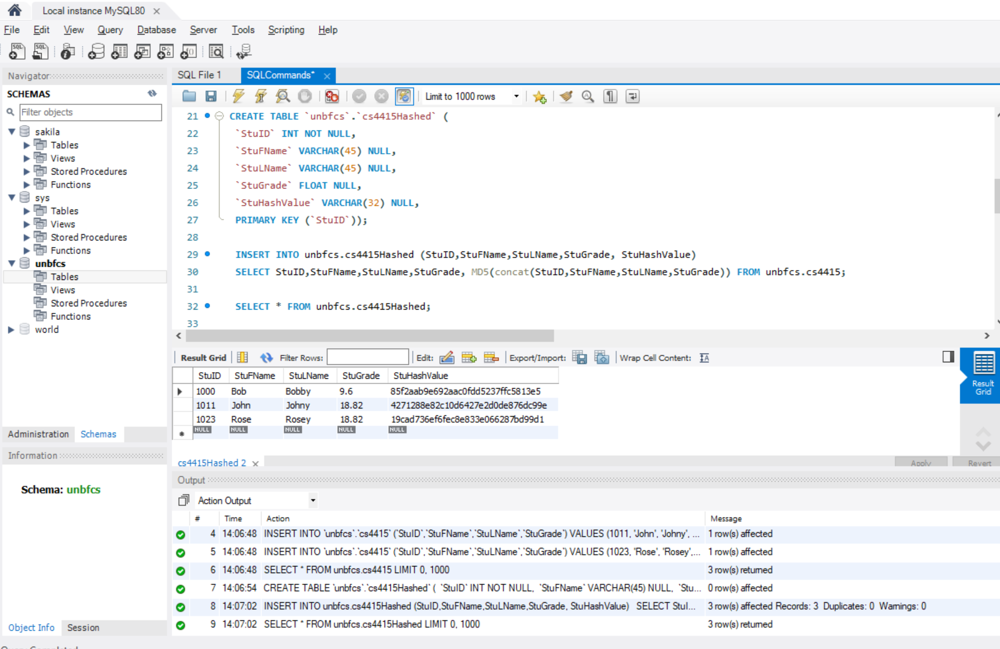 Local instance MySQL80
File Edit View Query Database Server Tools Scripting Help
Navigator
SCHEMAS
Filter objects
sakila
Tables
Views
Stored Procedures
Functions
sys
Tables
Views
Stored Procedures
Functions
unbfcs
Tables
Views
Stored Procedures
Functions
world
Administration Schemas
Information
Schema: unbfcs
Object Info Session
SQL File 1 SQLCommands*
Limit to 1000 rows
21 CREATE TABLE `unbfcs`.`cs4415Hashed` (
22 `StuID` INT NOT NULL,
23 `StuFName` VARCHAR(45) NULL,
24 `StuLName` VARCHAR(45) NULL,
25 `StuGrade` FLOAT NULL,
26 `StuHashValue` VARCHAR(32) NULL,
27 PRIMARY KEY (`StuID`));
28
29 INSERT INTO unbfcs.cs4415Hashed (StuID,StuFName,StuLName,StuGrade, StuHashValue)
30 SELECT StuID,StuFName,StuLName,StuGrade, MD5(concat(StuID,StuFName,StuLName,StuGrade)) FROM unbfcs.cs4415;
31
32 SELECT * FROM unbfcs.cs4415Hashed;
33
Result Grid Filter Rows: Edit: Export/Import: Wrap Cell Content:
StuID StuFName StuLName StuGrade StuHashValue
1000 Bob Bobby 9.6 85f2aab9e692aac0fdd5237ffc5813e5
1011 John Johny 18.82 4271288e82c10d6427e2d0de876dc99e
1023 Rose Rosey 18.82 19cad736ef6fec8e833e066287bd99d1
NULL NULL NULL NULL NULL
Result
Grid
cs4415Hashed 2 Apply Revert
Output
Action Output
# Time Action Message
4 14:06:48 INSERT INTO `unbfcs`.`cs4415` (`StuID`,`StuFName`,`StuLName`,`StuGrade`) VALUES (1011, 'John', 'Johny', ... 1 row(s) affected
5 14:06:48 INSERT INTO `unbfcs`.`cs4415` (`StuID`,`StuFName`,`StuLName`,`StuGrade`) VALUES (1023, 'Rose', 'Rosey',... 1 row(s) affected
6 14:06:48 SELECT * FROM unbfcs.cs4415 LIMIT 0, 1000 3 row(s) returned
7 14:06:54 CREATE TABLE `unbfcs`.`cs4415Hashed` ( `StuID` INT NOT NULL, `StuFName` VARCHAR(45) NULL, `Stu... 0 row(s) affected
8 14:07:02 INSERT INTO unbfcs.cs4415Hashed (StuID,StuFName,StuLName,StuGrade, StuHashValue) SELECT StuI... 3 row(s) affected Records: 3 Duplicates: 0 Warnings: 0
9 14:07:02 SELECT * FROM unbfcs.cs4415Hashed LIMIT 0, 1000 3 row(s) returned
Query Completed